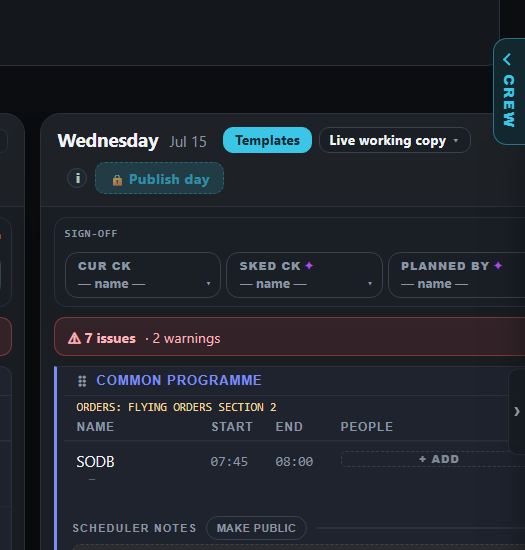 CREW
Wednesday Jul 15 Templates Live working copy
i Publish day
SIGN-OFF
CUR CK SKED CK PLANNED BY
— name — — name — — name —
7 issues · 2 warnings
COMMON PROGRAMME
ORDERS: FLYING ORDERS SECTION 2
NAME START END PEOPLE
SODB 07:45 08:00 + ADD
—
SCHEDULER NOTES MAKE PUBLIC